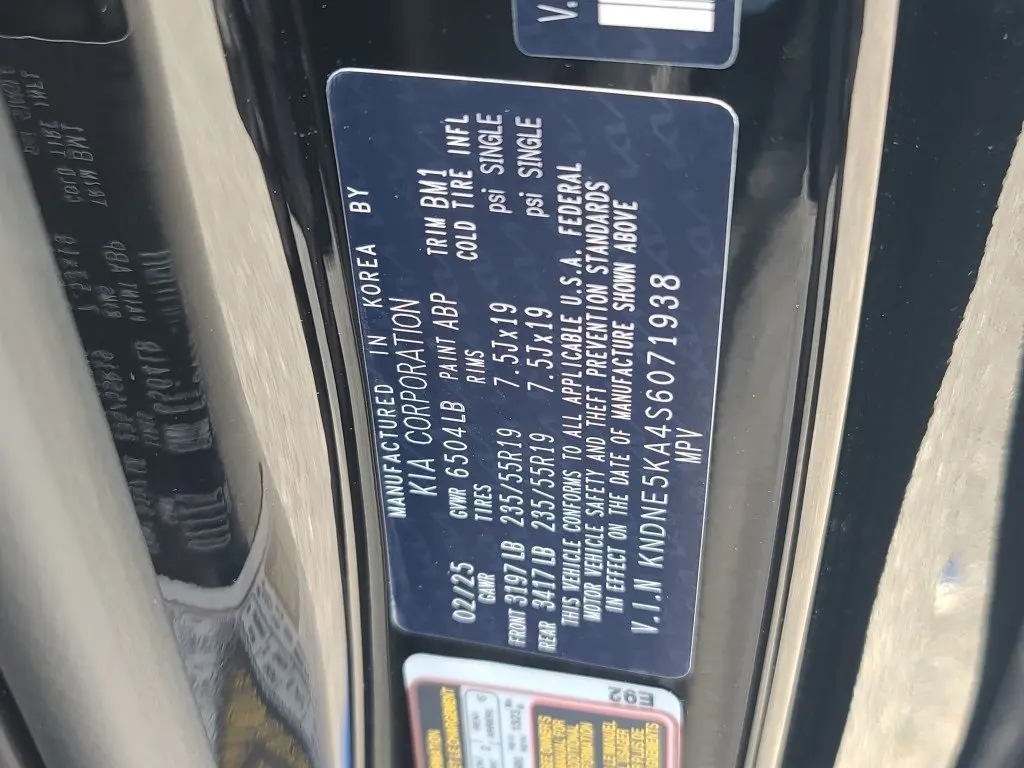 MANUFACTURED IN KOREA BY
KIA CORPORATION
02/25 GVWR 6504LB PAINT ABP TRIM BM1
GAWR TIRES RIMS COLD TIRE INFL
FRONT 3197LB 235/55R19 7.5Jx19 psi SINGLE
REAR 3417LB 235/55R19 7.5Jx19 psi SINGLE
THIS VEHICLE CONFORMS TO ALL APPLICABLE U.S.A. FEDERAL
MOTOR VEHICLE SAFETY AND THEFT PREVENTION STANDARDS
IN EFFECT ON THE DATE OF MANUFACTURE SHOWN ABOVE
V.I.N KNDNE5KA4S6071938
MPV
V.
E92